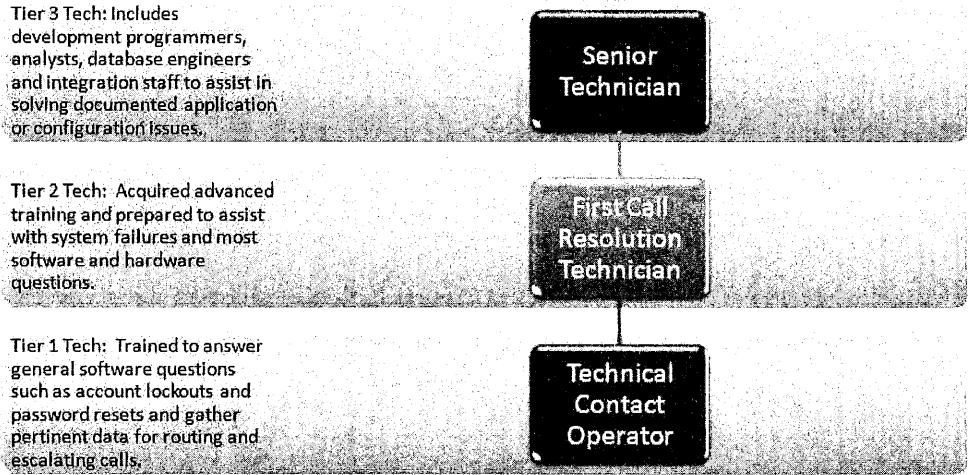 Tier 3 Tech: Includes
development programmers,
analysts, database engineers
and integration staff to assist in
solving documented application
or configuration issues.
Senior
Technician
Tier 2 Tech: Acquired advanced
training and prepared to assist
with system failures and most
software and hardware
questions.
First Call
Resolution
Technician
Tier 1 Tech: Trained to answer
general software questions
such as account lockouts and
password resets and gather
pertinent data for routing and
escalating calls.
Technical
Contact
Operator